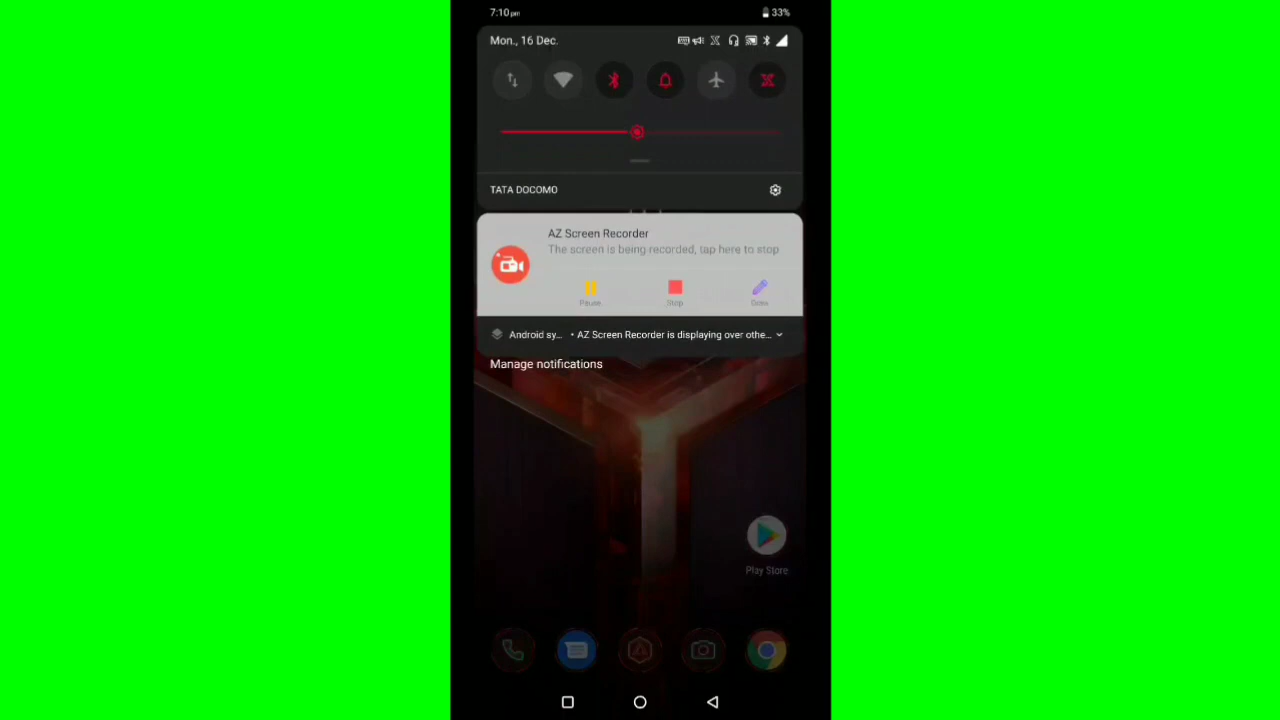 7:10 pm
33%
Mon., 16 Dec.
TATA DOCOMO
AZ Screen Recorder
The screen is being recorded, tap here to stop
Pause
Stop
Android sy... • AZ Screen Recorder is displaying over othe...
Manage notifications
Play Store